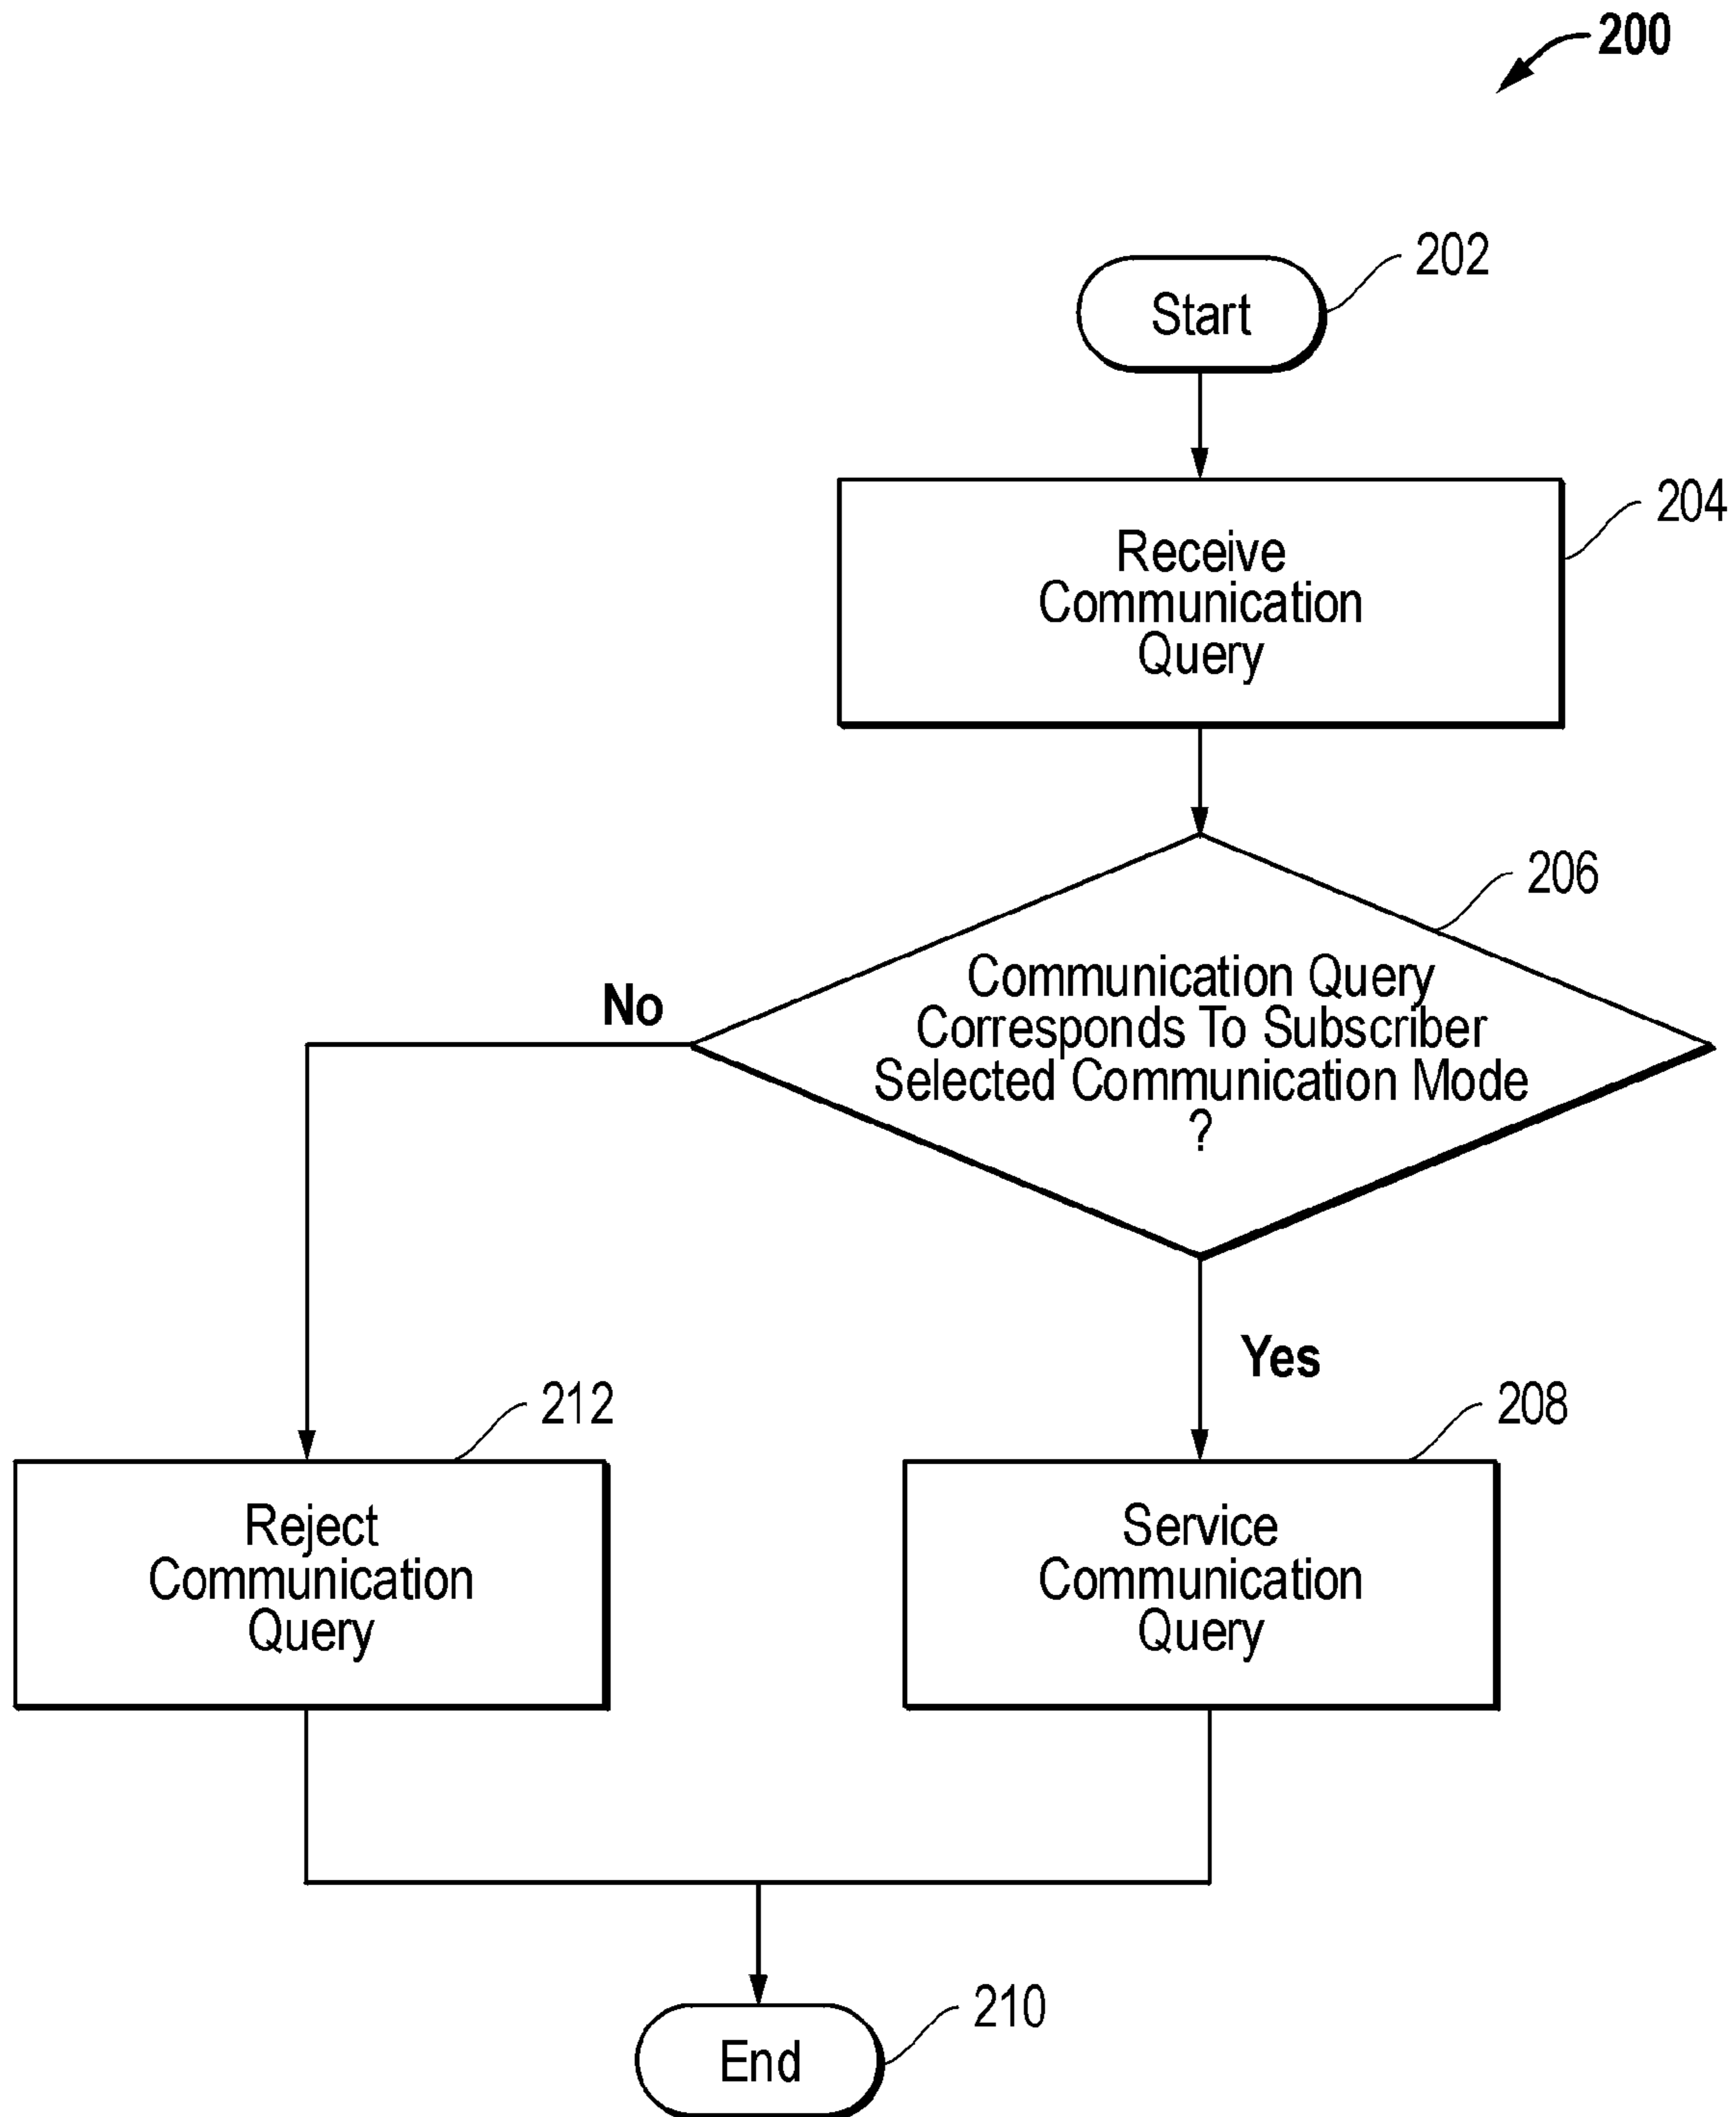 200
202
Start
204
Receive
Communication
Query
206
Communication Query
Corresponds To Subscriber
Selected Communication Mode
?
No
Yes
212
208
Reject
Communication
Query
Service
Communication
Query
210
End